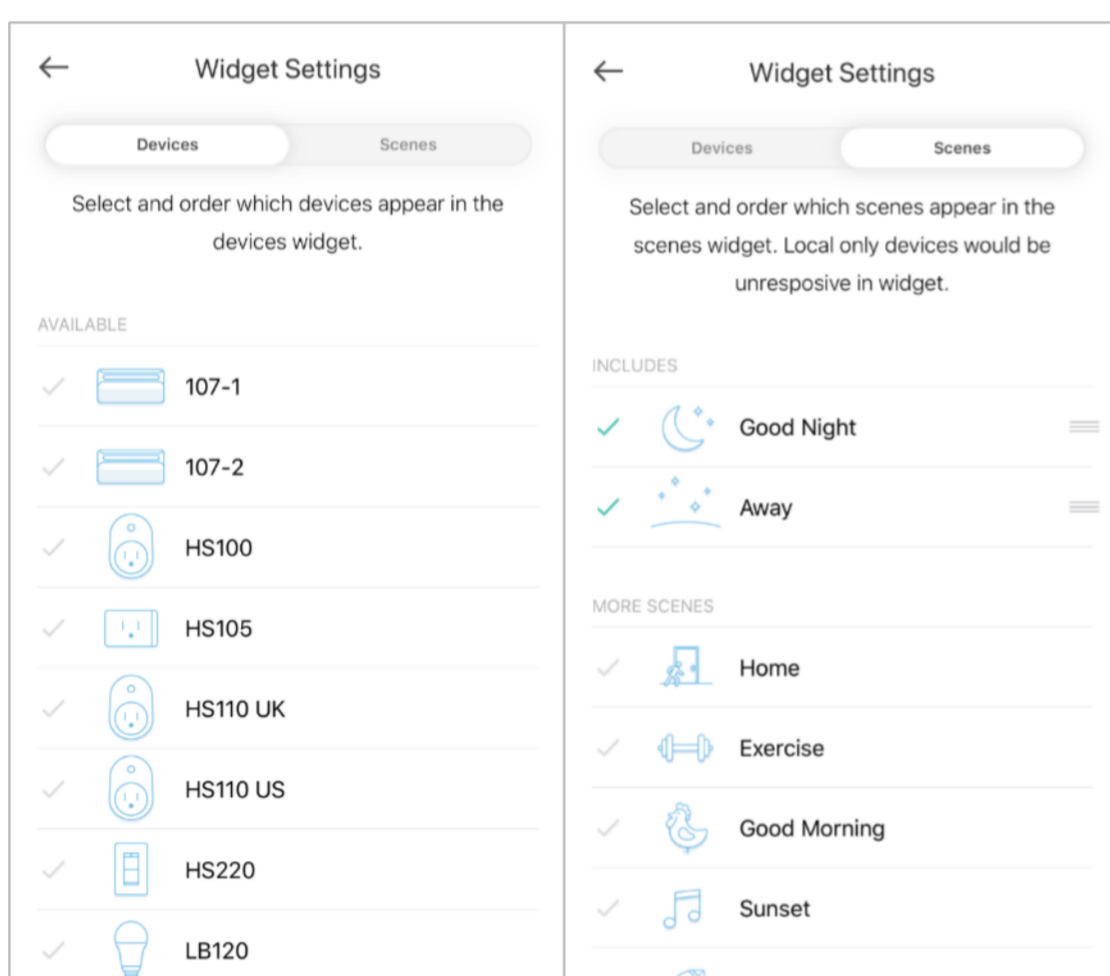 Widget Settings
Devices
Scenes
Select and order which devices appear in the
devices widget.
AVAILABLE
107-1
107-2
HS100
HS105
HS110 UK
HS110 US
HS220
LB120
Widget Settings
Devices
Scenes
Select and order which scenes appear in the
scenes widget. Local only devices would be
unresposive in widget.
INCLUDES
Good Night
Away
MORE SCENES
Home
Exercise
Good Morning
Sunset